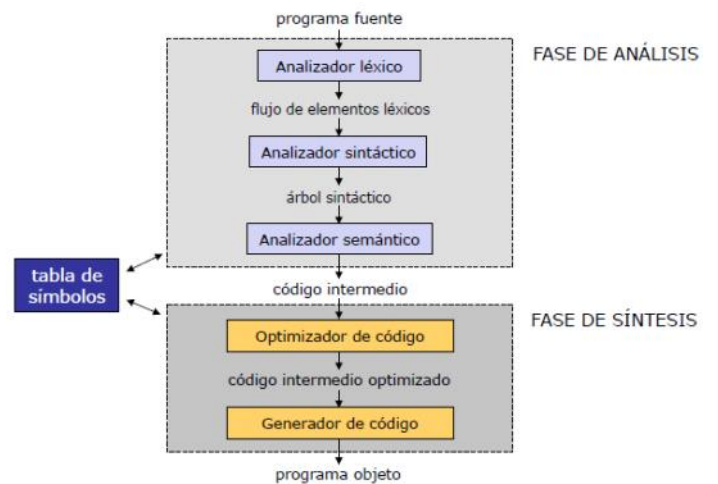 programa fuente
FASE DE ANÁLISIS
Analizador léxico
flujo de elementos léxicos
Analizador sintáctico
árbol sintáctico
Analizador semántico
tabla de
símbolos
código intermedio
FASE DE SÍNTESIS
Optimizador de código
código intermedio optimizado
Generador de código
programa objeto